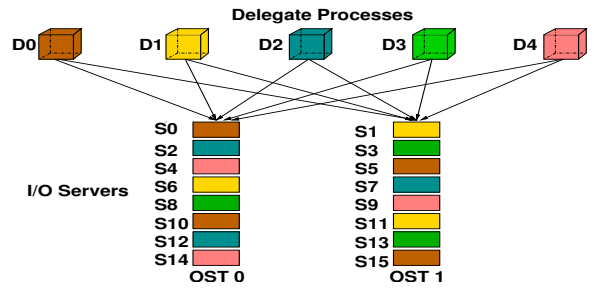 Delegate Processes
D0 D1 D2 D3 D4
S0 S1
S2 S3
S4 S5
S6 S7
I/O Servers
S8 S9
S10 S11
S12 S13
S14 S15
OST 0 OST 1